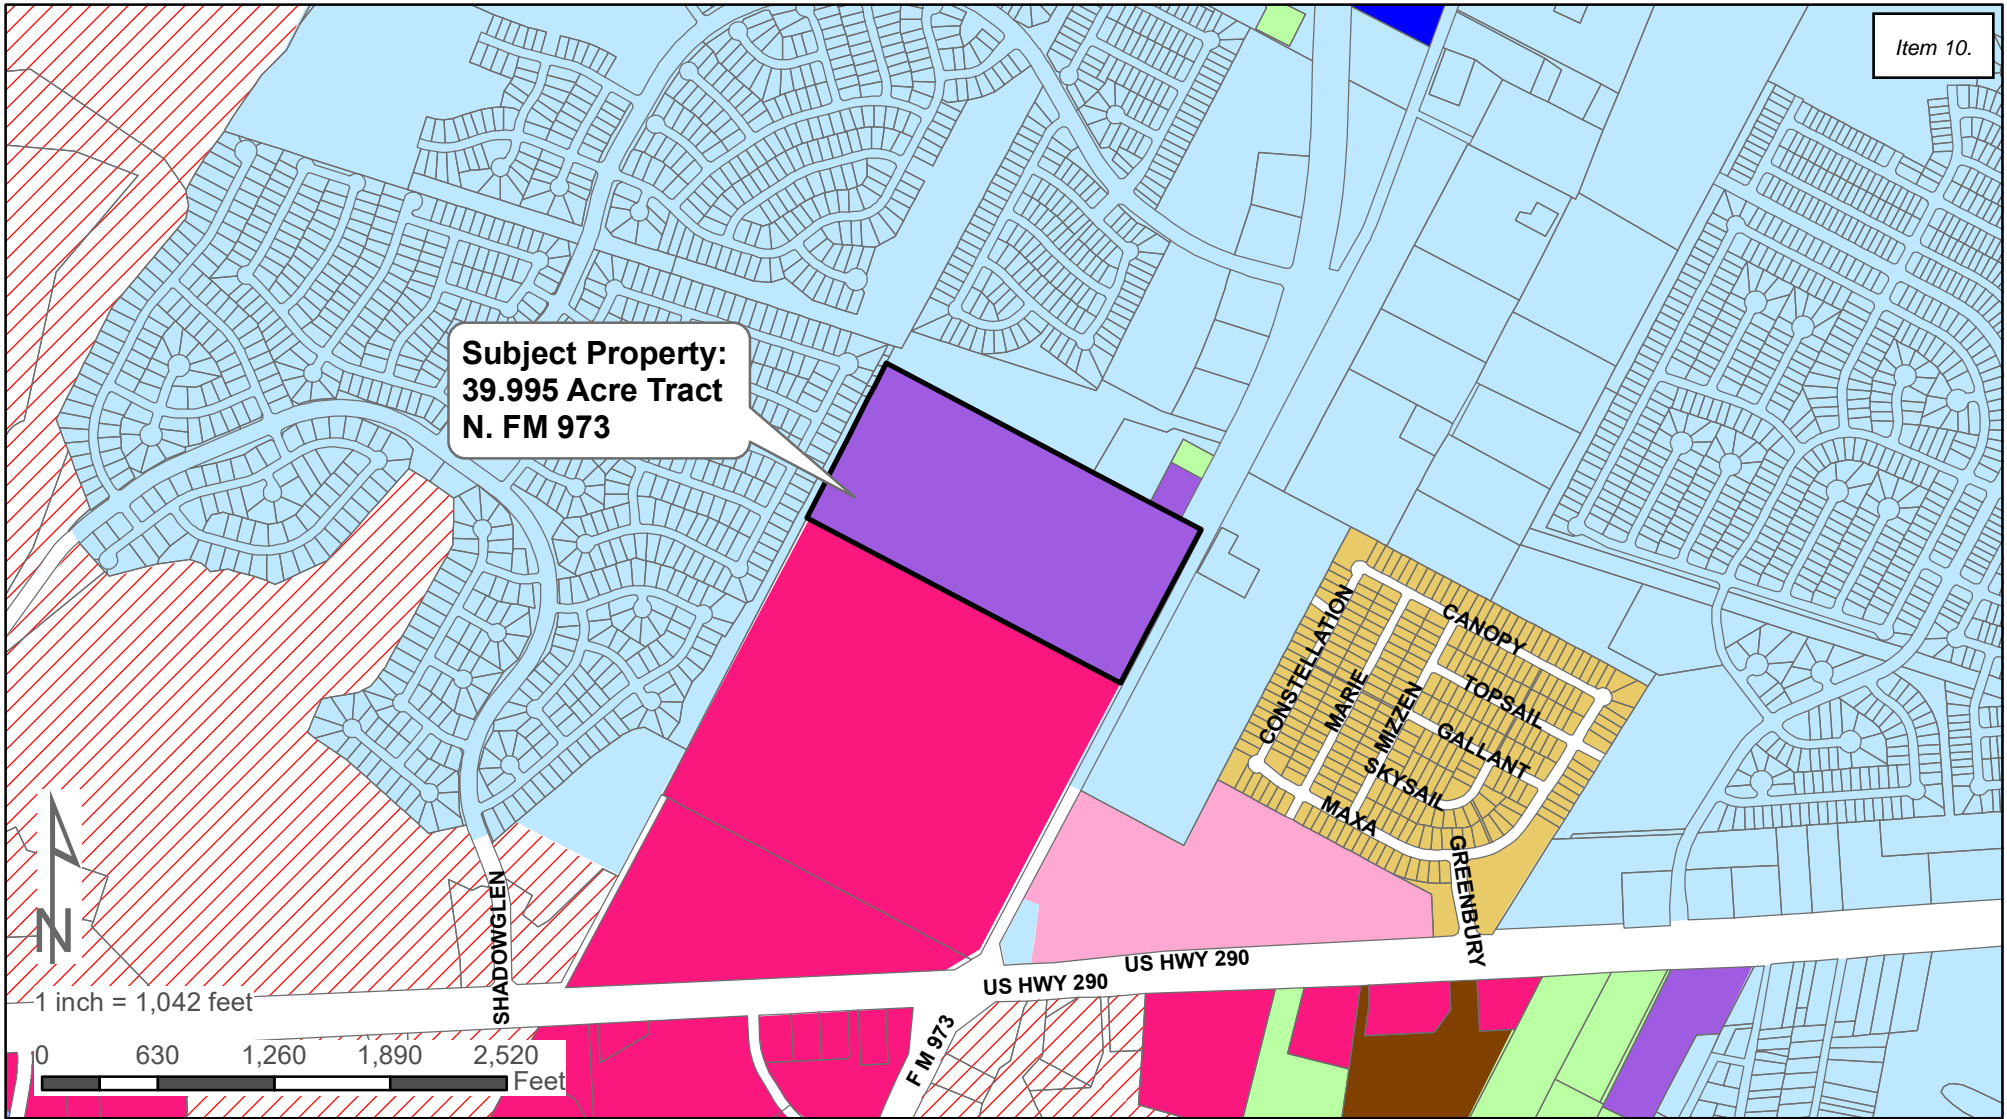 Item 10.
Subject Property:
39.995 Acre Tract
N. FM 973
CONSTELLATION
MARIE
MIZZEN
CANOPY
TOPSAIL
GALLANT
SKYSAIL
MAXA
GREENBURY
SHADOWGLEN
US HWY 290
US HWY 290
F M 973
N
1 inch = 1,042 feet
0 630 1,260 1,890 2,520
Feet